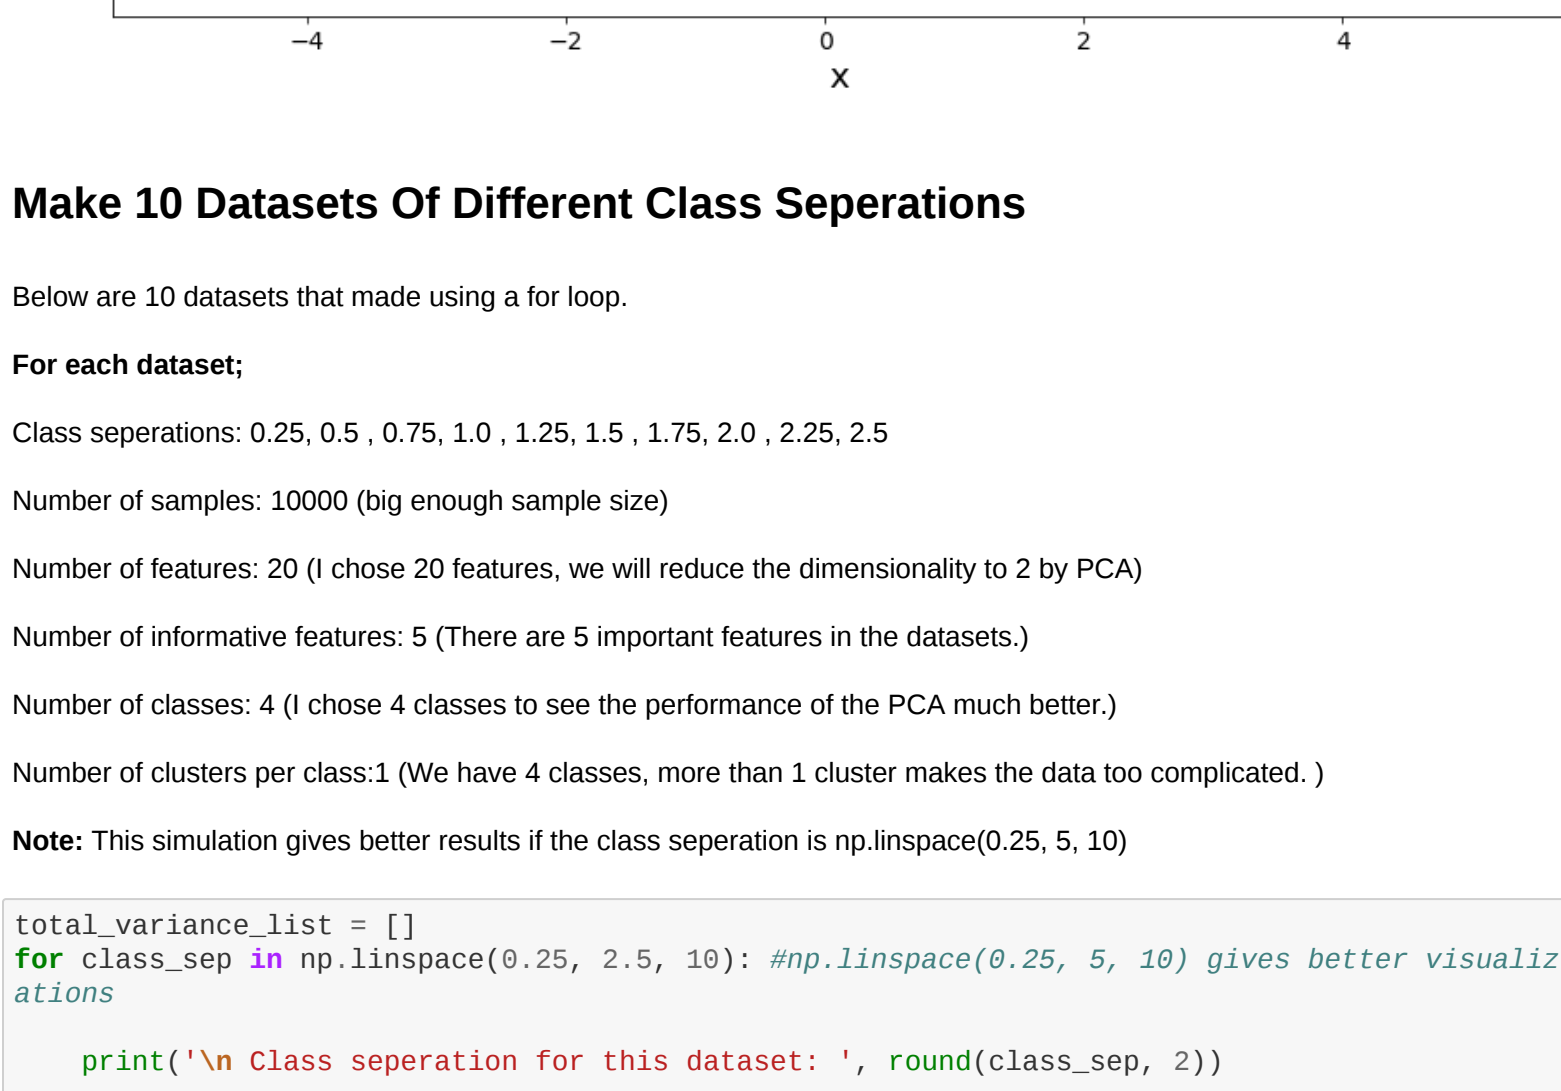 −4 −2 0 2 4
x
Make 10 Datasets Of Different Class Seperations
Below are 10 datasets that made using a for loop.
For each dataset;
Class seperations: 0.25, 0.5 , 0.75, 1.0 , 1.25, 1.5 , 1.75, 2.0 , 2.25, 2.5
Number of samples: 10000 (big enough sample size)
Number of features: 20 (I chose 20 features, we will reduce the dimensionality to 2 by PCA)
Number of informative features: 5 (There are 5 important features in the datasets.)
Number of classes: 4 (I chose 4 classes to see the performance of the PCA much better.)
Number of clusters per class:1 (We have 4 classes, more than 1 cluster makes the data too complicated. )
Note: This simulation gives better results if the class seperation is np.linspace(0.25, 5, 10)
total_variance_list = []
for class_sep in np.linspace(0.25, 2.5, 10): #np.linspace(0.25, 5, 10) gives better visualiz
ations
    print('\n Class seperation for this dataset: ', round(class_sep, 2))